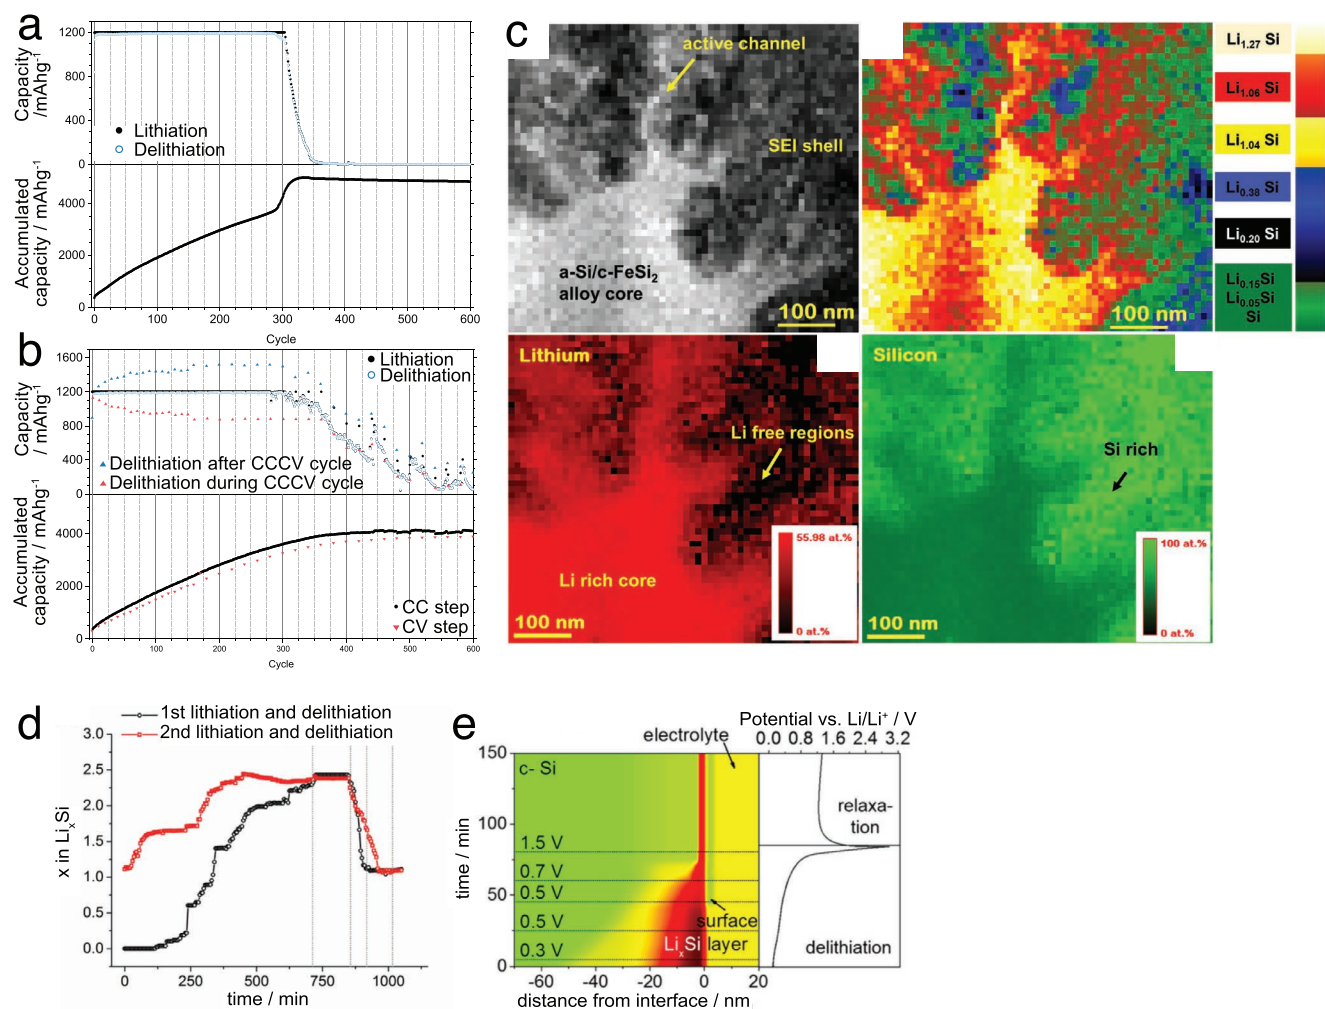 a
Capacity
/mAhg-1
1200
800
400
0
Lithiation
Delithiation
Accumulated
capacity / mAhg-1
4000
2000
0
0
100
200
300
400
500
600
Cycle
b
Capacity
/ mAhg-1
1600
1200
800
400
0
Lithiation
Delithiation
Delithiation after CCCV cycle
Delithiation during CCCV cycle
Accumulated
capacity / mAhg-1
4000
2000
0
CC step
CV step
0
100
200
300
400
500
600
Cycle
c
active channel
SEI shell
a-Si/c-FeSi2
alloy core
100 nm
100 nm
Li1.27 Si
Li1.06 Si
Li1.04 Si
Li0.38 Si
Li0.20 Si
Li0.15Si
Li0.05Si
Si
Lithium
Li free regions
Li rich core
55.98 at.%
0 at.%
100 nm
Silicon
Si rich
100 at.%
0 at.%
100 nm
d
1st lithiation and delithiation
2nd lithiation and delithiation
x in LixSi
3.0
2.5
2.0
1.5
1.0
0.5
0.0
0
250
500
750
1000
time / min
e
Potential vs. Li/Li+ / V
0.0 0.8 1.6 2.4 3.2
electrolyte
time / min
150
100
50
0
c- Si
1.5 V
0.7 V
0.5 V
0.5 V
0.3 V
surface
LixSi layer
relaxa-
tion
delithiation
-60
-40
-20
0
20
distance from interface / nm